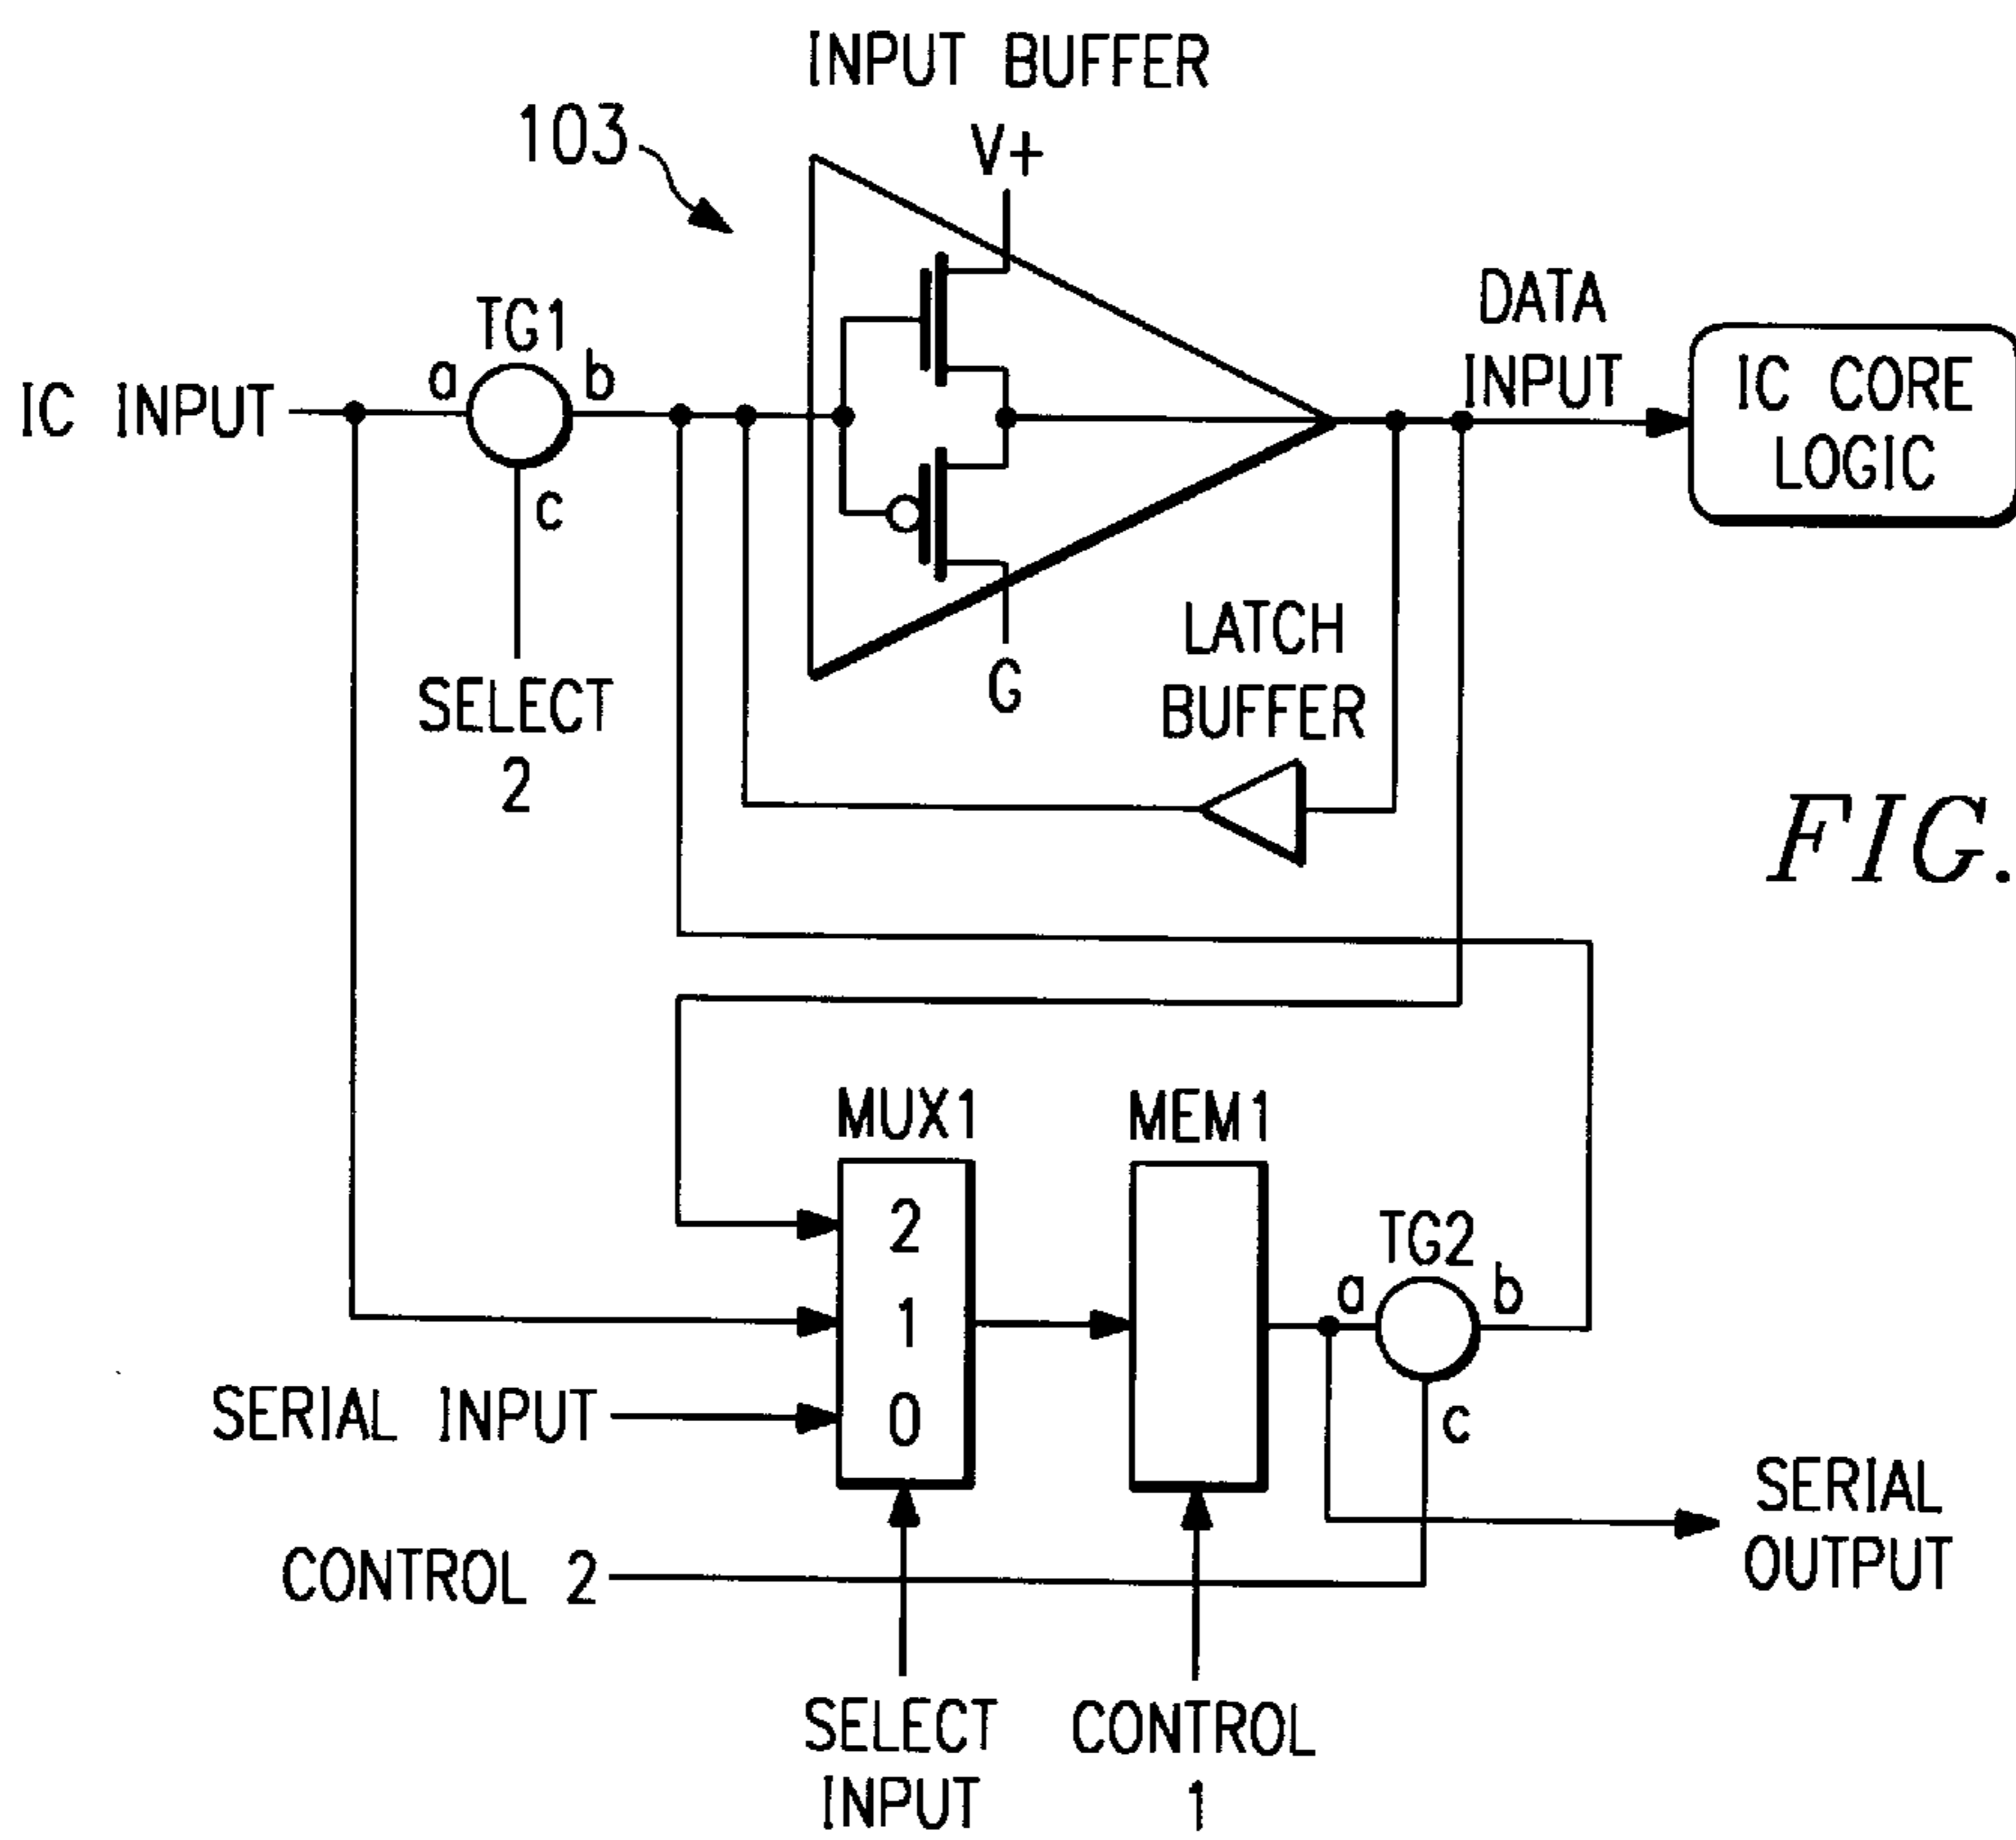 INPUT BUFFER
103
V+
TG1
a
b
c
IC INPUT
DATA
INPUT
IC CORE
LOGIC
SELECT
2
G
LATCH
BUFFER
FIG.
MUX1
MEM1
2
1
0
TG2
a
b
c
SERIAL INPUT
SERIAL
OUTPUT
CONTROL 2
SELECT
INPUT
CONTROL
1